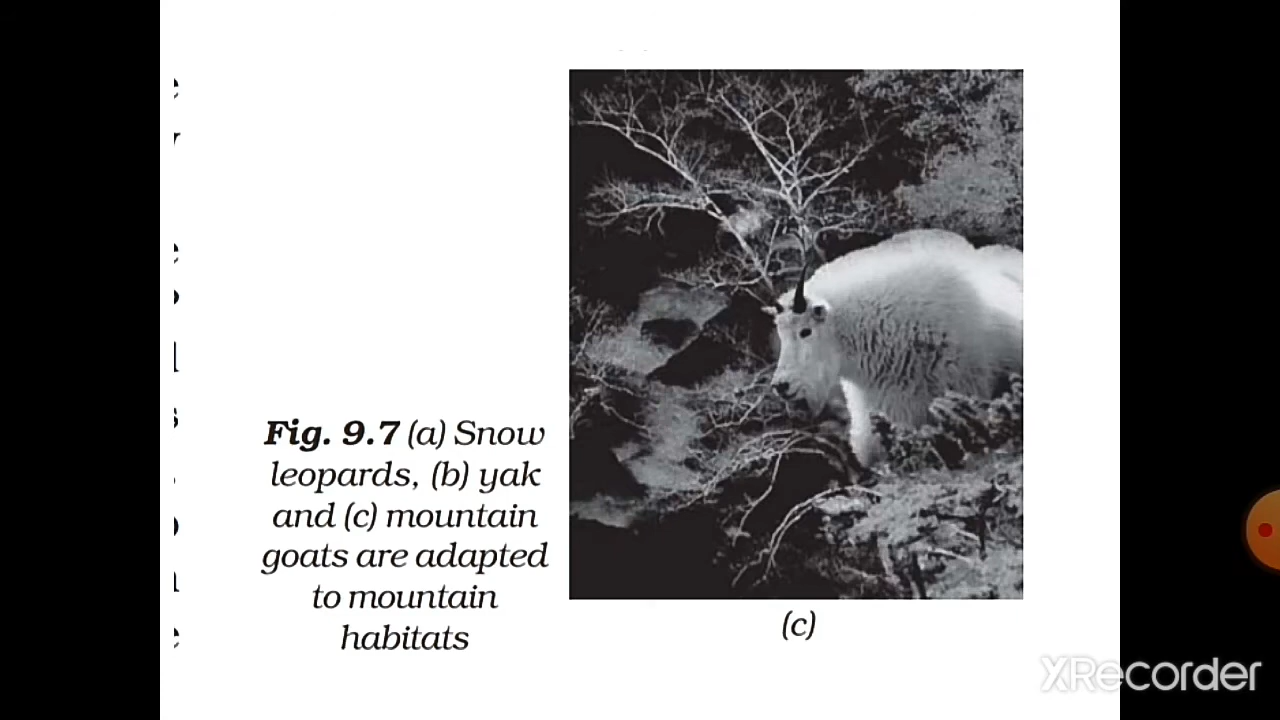 Fig. 9.7 (a) Snow
leopards, (b) yak
and (c) mountain
goats are adapted
to mountain
habitats
(c)
XRecorder